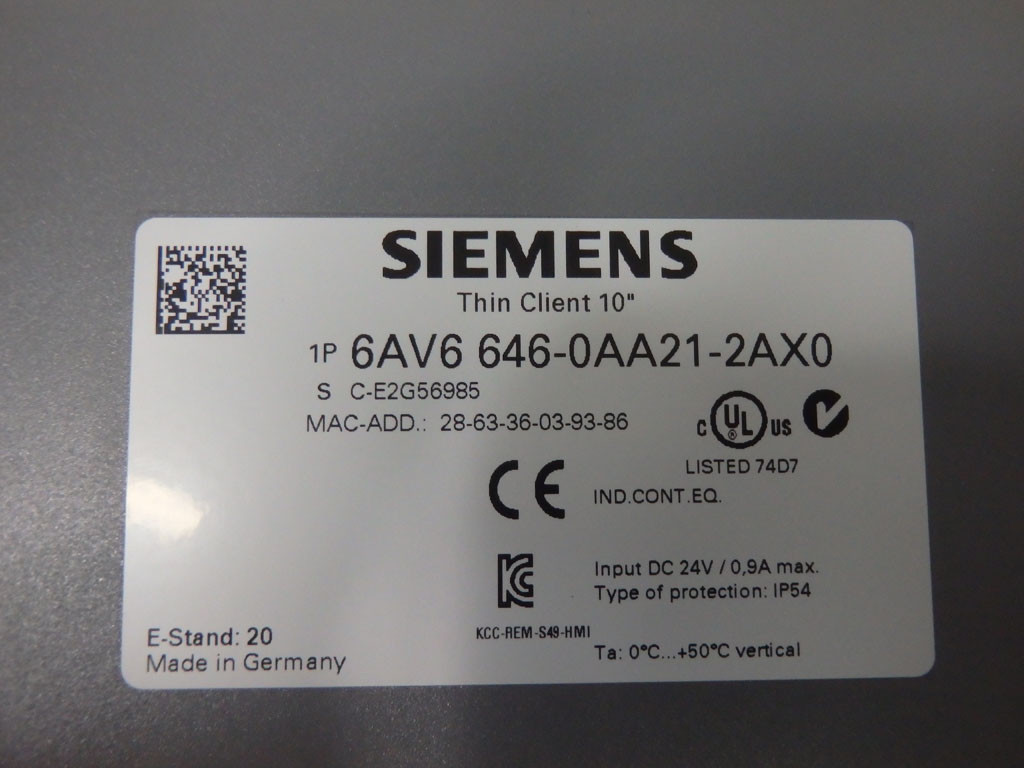 SIEMENS
Thin Client 10"
1P 6AV6 646-0AA21-2AX0
S C-E2G56985
MAC-ADD.: 28-63-36-03-93-86
C UL ® US
LISTED 74D7
CE IND.CONT.EQ.
KC
Input DC 24V / 0,9A max.
Type of protection: IP54
KCC-REM-S49-HMI
Ta: 0°C...+50°C vertical
E-Stand: 20
Made in Germany